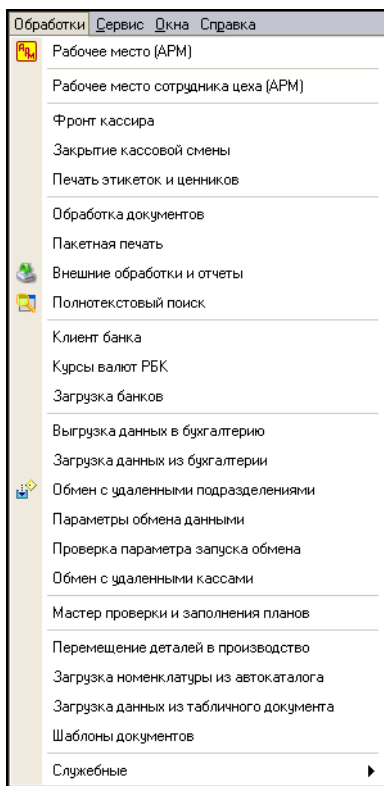 Обработки Сервис Окна Справка
Рабочее место (АРМ)
Рабочее место сотрудника цеха (АРМ)
Фронт кассира
Закрытие кассовой смены
Печать этикеток и ценников
Обработка документов
Пакетная печать
Внешние обработки и отчеты
Полнотекстовый поиск
Клиент банка
Курсы валют РБК
Загрузка банков
Выгрузка данных в бухгалтерию
Загрузка данных из бухгалтерии
Обмен с удаленными подразделениями
Параметры обмена данными
Проверка параметра запуска обмена
Обмен с удаленными кассами
Мастер проверки и заполнения планов
Перемещение деталей в производство
Загрузка номенклатуры из автокаталога
Загрузка данных из табличного документа
Шаблоны документов
Служебные